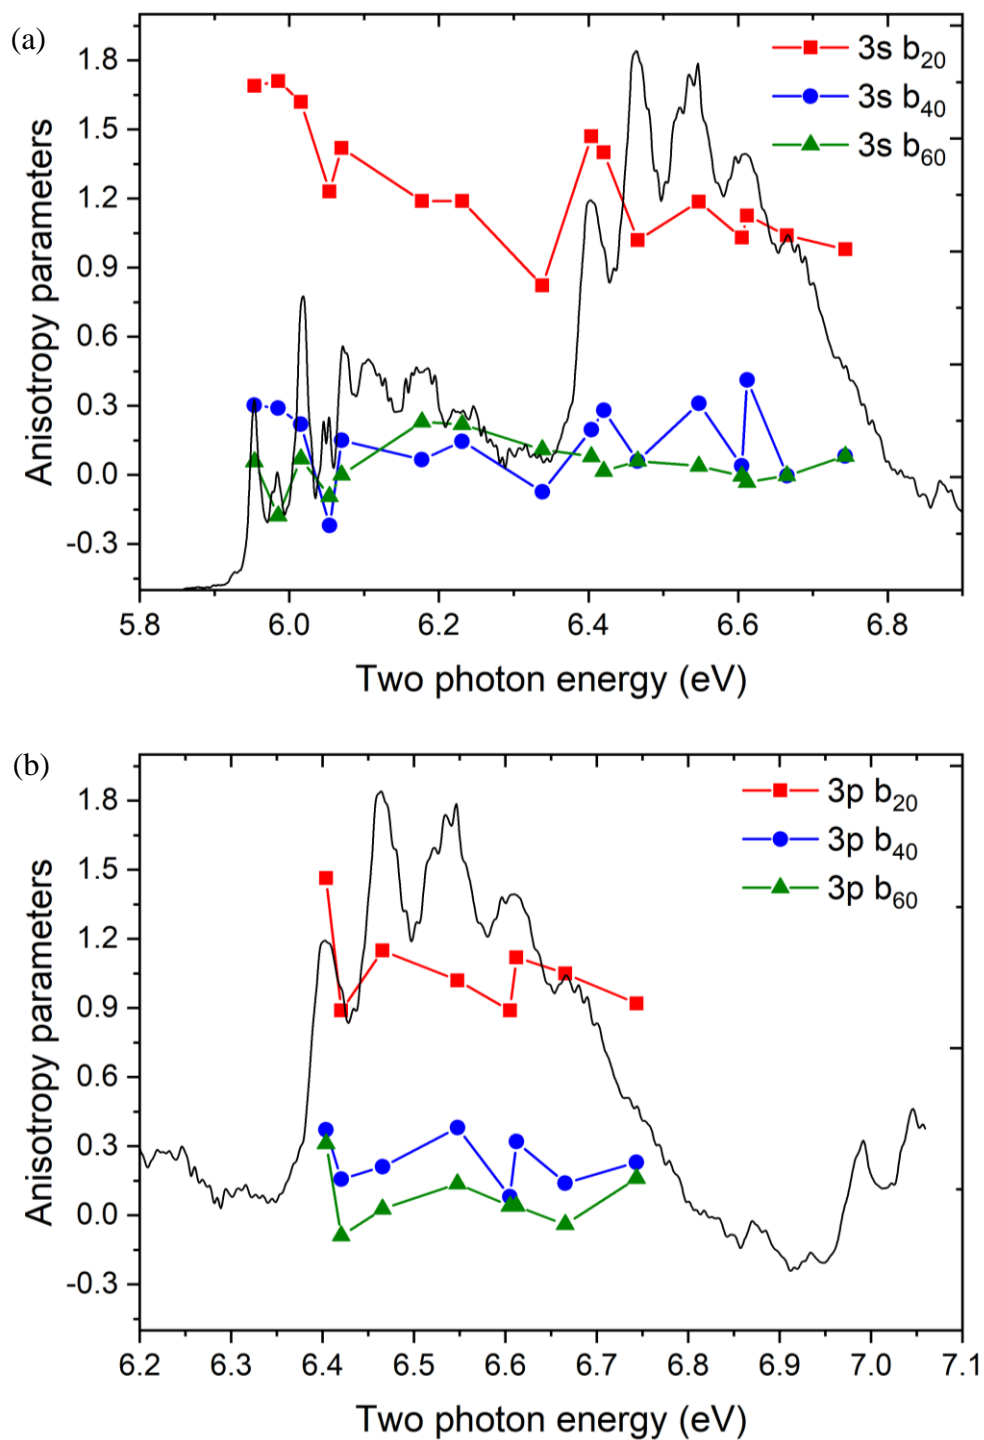 (a)
3s b20
3s b40
3s b60
Anisotropy parameters
1.8
1.5
1.2
0.9
0.6
0.3
0.0
-0.3
5.8 6.0 6.2 6.4 6.6 6.8
Two photon energy (eV)
(b)
3p b20
3p b40
3p b60
Anisotropy parameters
1.8
1.5
1.2
0.9
0.6
0.3
0.0
-0.3
6.2 6.3 6.4 6.5 6.6 6.7 6.8 6.9 7.0 7.1
Two photon energy (eV)